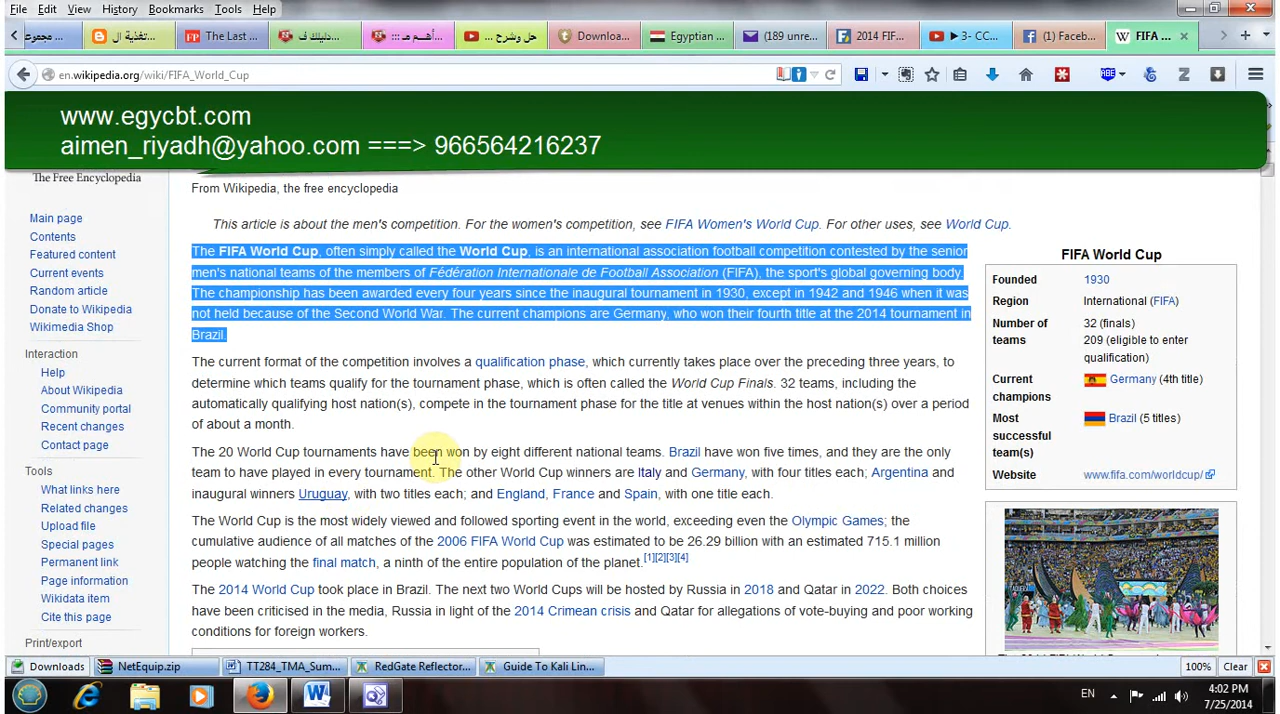 File Edit View History Bookmarks Tools Help
مجموع... تغذية ال The Last ... دليلك ف أهــم مـ ::: حل وشرح ... Downloa... Egyptian ... (189 unre... 2014 FIF... ▶ 3- CC... (1) Faceb... FIFA ...
en.wikipedia.org/wiki/FIFA_World_Cup
www.egycbt.com
aimen_riyadh@yahoo.com ===> 966564216237
The Free Encyclopedia
Main page
Contents
Featured content
Current events
Random article
Donate to Wikipedia
Wikimedia Shop
Interaction
Help
About Wikipedia
Community portal
Recent changes
Contact page
Tools
What links here
Related changes
Upload file
Special pages
Permanent link
Page information
Wikidata item
Cite this page
Print/export
From Wikipedia, the free encyclopedia
This article is about the men's competition. For the women's competition, see FIFA Women's World Cup. For other uses, see World Cup.
The FIFA World Cup, often simply called the World Cup, is an international association football competition contested by the senior
men's national teams of the members of Fédération Internationale de Football Association (FIFA), the sport's global governing body.
The championship has been awarded every four years since the inaugural tournament in 1930, except in 1942 and 1946 when it was
not held because of the Second World War. The current champions are Germany, who won their fourth title at the 2014 tournament in
Brazil.
The current format of the competition involves a qualification phase, which currently takes place over the preceding three years, to
determine which teams qualify for the tournament phase, which is often called the World Cup Finals. 32 teams, including the
automatically qualifying host nation(s), compete in the tournament phase for the title at venues within the host nation(s) over a period
of about a month.
The 20 World Cup tournaments have been won by eight different national teams. Brazil have won five times, and they are the only
team to have played in every tournament. The other World Cup winners are Italy and Germany, with four titles each; Argentina and
inaugural winners Uruguay, with two titles each; and England, France and Spain, with one title each.
The World Cup is the most widely viewed and followed sporting event in the world, exceeding even the Olympic Games; the
cumulative audience of all matches of the 2006 FIFA World Cup was estimated to be 26.29 billion with an estimated 715.1 million
people watching the final match, a ninth of the entire population of the planet.[1][2][3][4]
The 2014 World Cup took place in Brazil. The next two World Cups will be hosted by Russia in 2018 and Qatar in 2022. Both choices
have been criticised in the media, Russia in light of the 2014 Crimean crisis and Qatar for allegations of vote-buying and poor working
conditions for foreign workers.
FIFA World Cup
Founded 1930
Region International (FIFA)
Number of teams 32 (finals)
209 (eligible to enter
qualification)
Current champions Germany (4th title)
Most successful team(s) Brazil (5 titles)
Website www.fifa.com/worldcup/
Downloads NetEquip.zip TT284_TMA_Sum... RedGate Reflector... Guide To Kali Lin... 100% Clear
EN 4:02 PM
7/25/2014